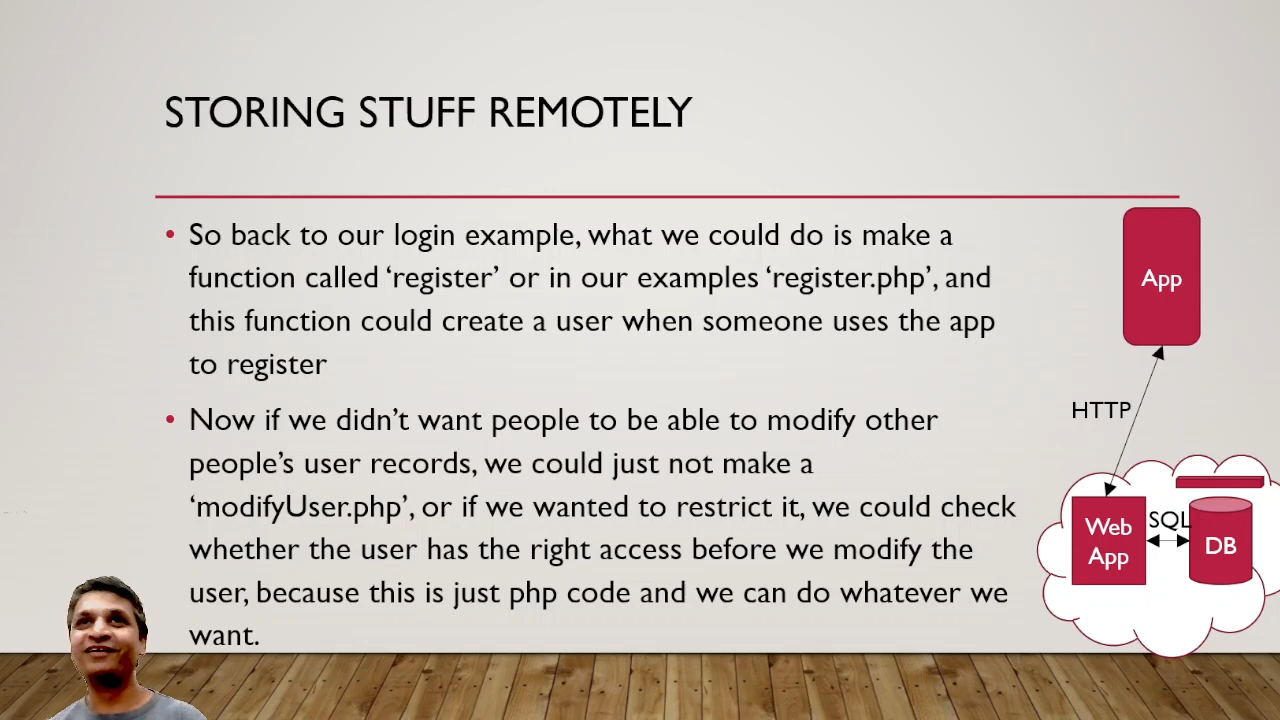 STORING STUFF REMOTELY
So back to our login example, what we could do is make a
function called ‘register’ or in our examples ‘register.php’, and
this function could create a user when someone uses the app
to register
Now if we didn’t want people to be able to modify other
people’s user records, we could just not make a
‘modifyUser.php’, or if we wanted to restrict it, we could check
whether the user has the right access before we modify the
user, because this is just php code and we can do whatever we
want.
App
HTTP
Web
App
SQL
DB